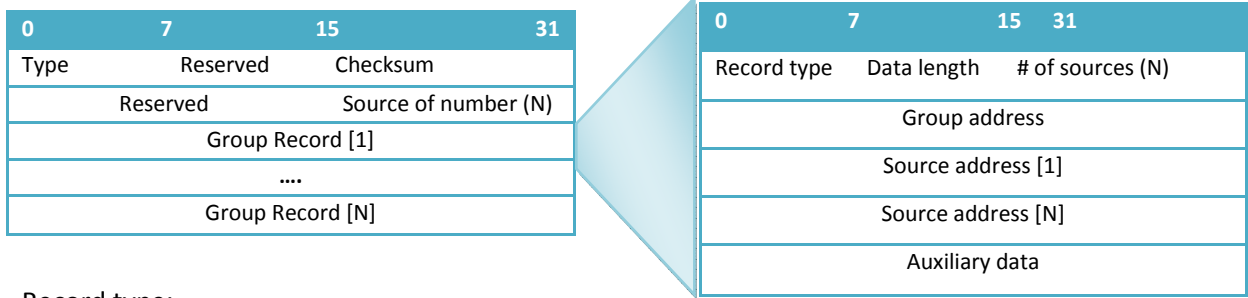 0 7 15 31
Type Reserved Checksum
Reserved Source of number (N)
Group Record [1]
....
Group Record [N]
0 7 15 31
Record type Data length # of sources (N)
Group address
Source address [1]
Source address [N]
Auxiliary data
Record type: